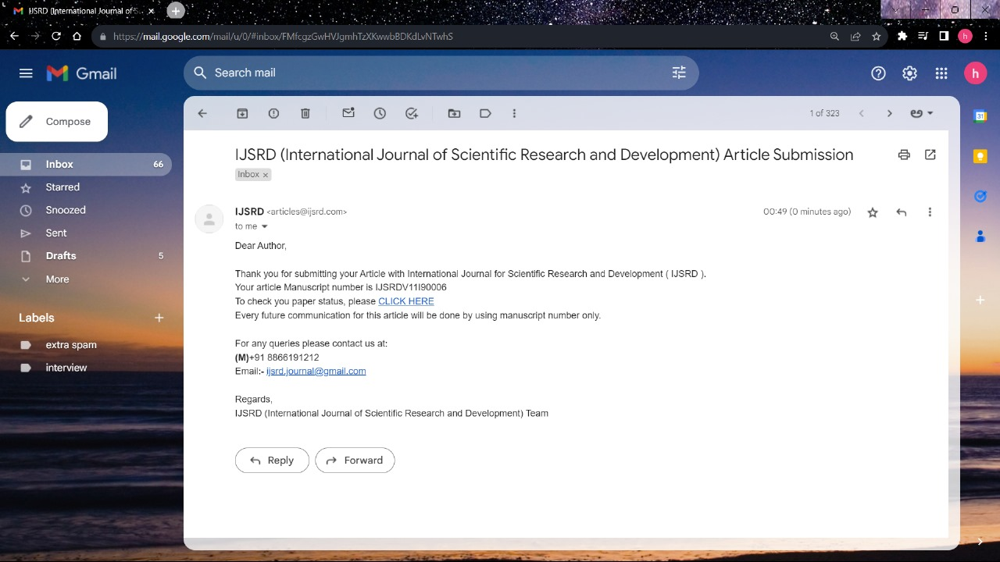 IJSRD (International Journal of S
https://mail.google.com/mail/u/0/#inbox/FMfcgzGwHVJgmhTzXKwwbBDKdLvNTwhS
h
Gmail
Search mail
h
Compose
1 of 323
31
Inbox 66
Starred
Snoozed
Sent
Drafts 5
More
Labels
extra spam
interview
IJSRD (International Journal of Scientific Research and Development) Article Submission
Inbox x
IJSRD <articles@ijsrd.com>
00:49 (0 minutes ago)
to me
Dear Author,
Thank you for submitting your Article with International Journal for Scientific Research and Development ( IJSRD ).
Your article Manuscript number is IJSRDV11I90006
To check you paper status, please CLICK HERE
Every future communication for this article will be done by using manuscript number only.
For any queries please contact us at:
(M)+91 8866191212
Email:- ijsrd.journal@gmail.com
Regards,
IJSRD (International Journal of Scientific Research and Development) Team
Reply
Forward